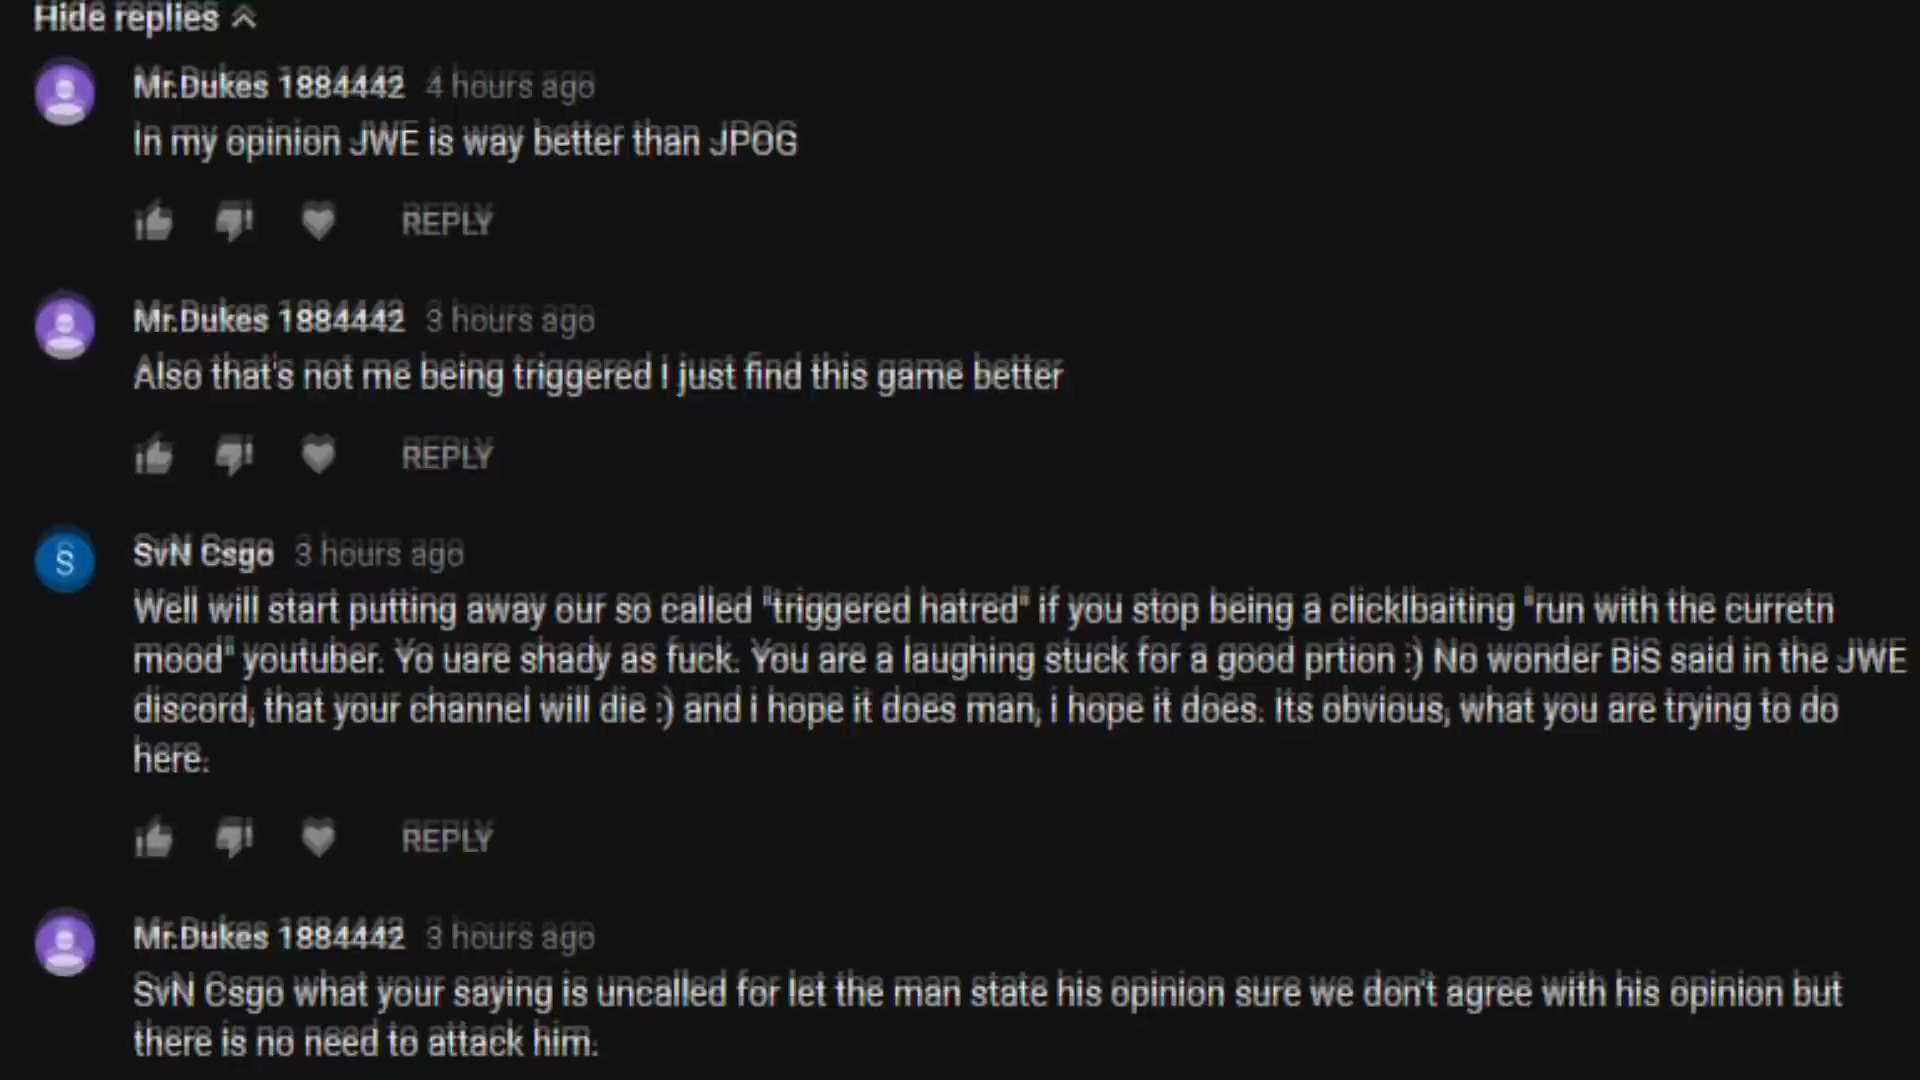 Hide replies
Mr.Dukes 1884442 4 hours ago
In my opinion JWE is way better than JPOG
REPLY
Mr.Dukes 1884442 3 hours ago
Also that's not me being triggered I just find this game better
REPLY
S
SvN Csgo 3 hours ago
Well will start putting away our so called "triggered hatred" if you stop being a clicklbaiting "run with the curretn
mood" youtuber. Yo uare shady as fuck. You are a laughing stuck for a good prtion :) No wonder BiS said in the JWE
discord, that your channel will die :) and i hope it does man, i hope it does. Its obvious, what you are trying to do
here.
REPLY
Mr.Dukes 1884442 3 hours ago
SvN Csgo what your saying is uncalled for let the man state his opinion sure we don't agree with his opinion but
there is no need to attack him.